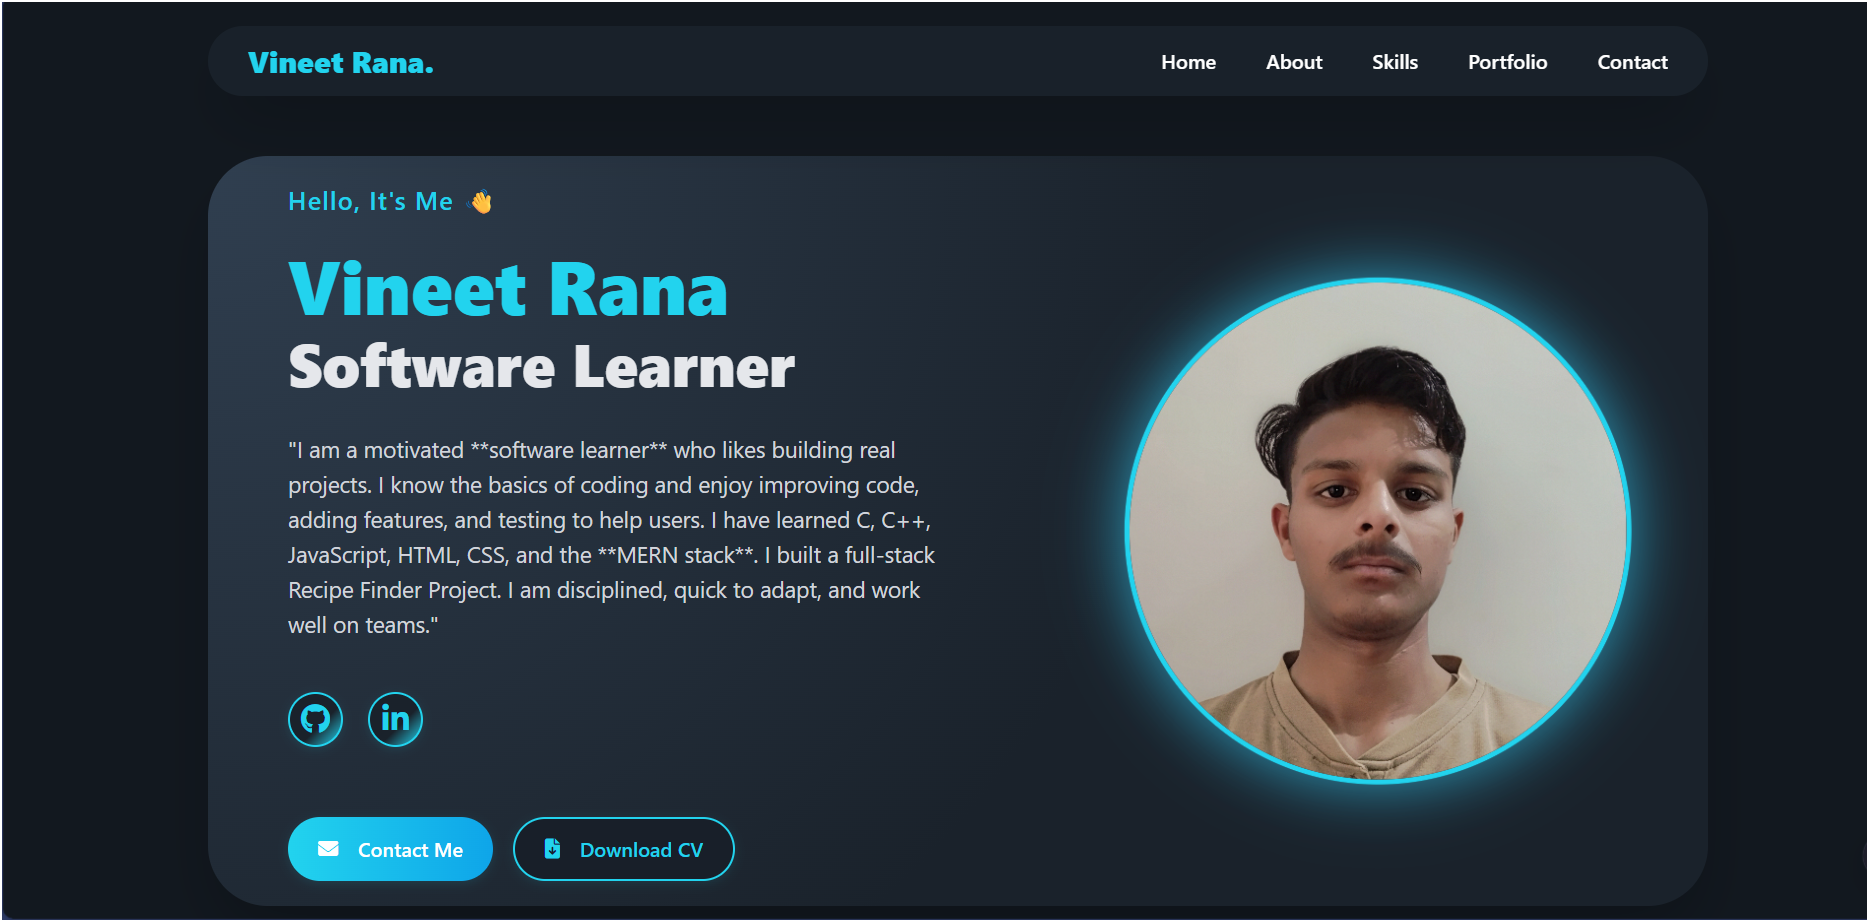 Vineet Rana.
Home About Skills Portfolio Contact
Hello, It's Me 👋
Vineet Rana
Software Learner
"I am a motivated **software learner** who likes building real
projects. I know the basics of coding and enjoy improving code,
adding features, and testing to help users. I have learned C, C++,
JavaScript, HTML, CSS, and the **MERN stack**. I built a full-stack
Recipe Finder Project. I am disciplined, quick to adapt, and work
well on teams."
in
Contact Me
Download CV